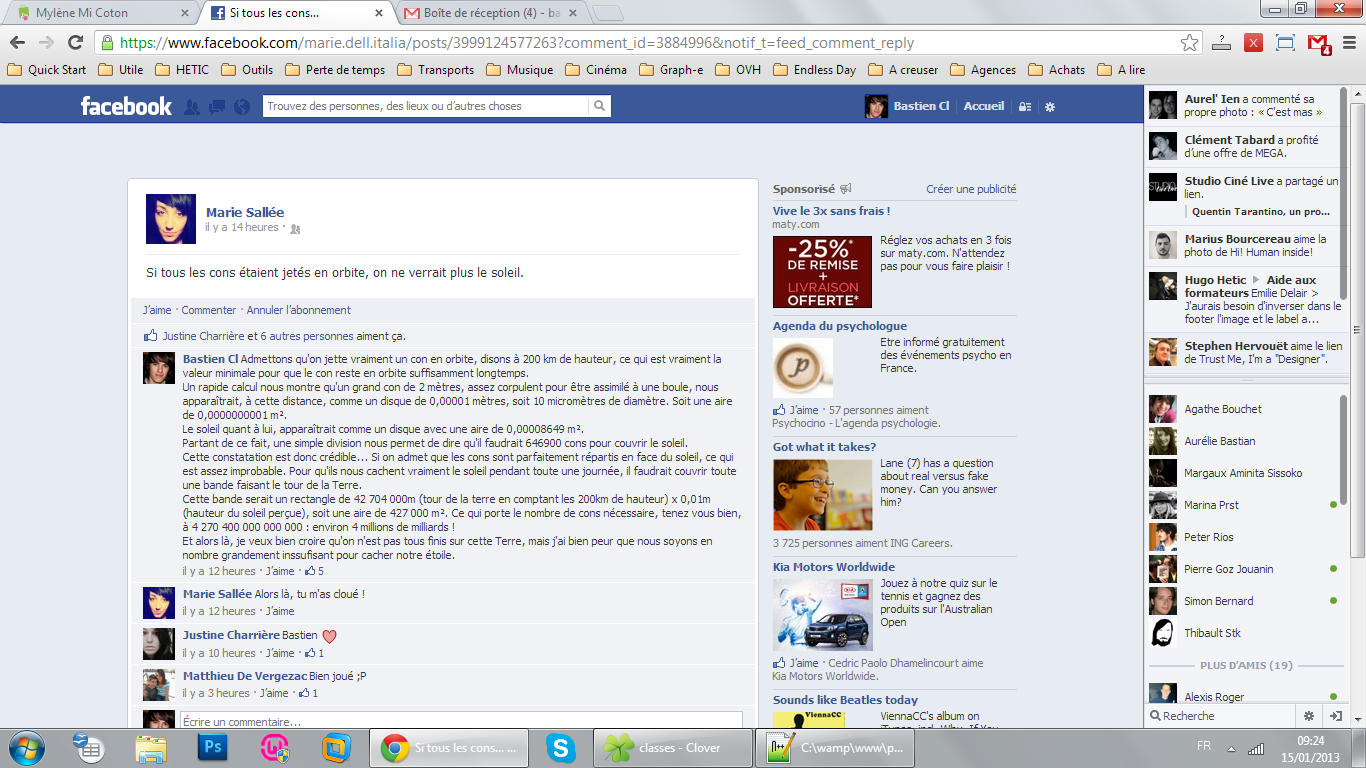 Mylène Mi Coton
Si tous les cons...
Boîte de réception (4) - ba
https://www.facebook.com/marie.dell.italia/posts/3999124577263?comment_id=3884996&notif_t=feed_comment_reply
4
Quick Start Utile HETIC Outils Perte de temps Transports Musique Cinéma Graph-e OVH Endless Day A creuser Agences Achats A lire
facebook
Trouvez des personnes, des lieux ou d'autres choses
Bastien Cl Accueil
Marie Sallée
il y a 14 heures ·
Si tous les cons étaient jetés en orbite, on ne verrait plus le soleil.
J'aime · Commenter · Annuler l'abonnement
Justine Charrière et 6 autres personnes aiment ça.
Bastien Cl Admettons qu'on jette vraiment un con en orbite, disons à 200 km de hauteur, ce qui est vraiment la
valeur minimale pour que le con reste en orbite suffisamment longtemps.
Un rapide calcul nous montre qu'un grand con de 2 mètres, assez corpulent pour être assimilé à une boule, nous
apparaîtrait, à cette distance, comme un disque de 0,00001 mètres, soit 10 micromètres de diamètre. Soit une aire
de 0,0000000001 m².
Le soleil quant à lui, apparaîtrait comme un disque avec une aire de 0,00008649 m².
Partant de ce fait, une simple division nous permet de dire qu'il faudrait 646900 cons pour couvrir le soleil.
Cette constatation est donc crédible... Si on admet que les cons sont parfaitement répartis en face du soleil, ce qui
est assez improbable. Pour qu'ils nous cachent vraiment le soleil pendant toute une journée, il faudrait couvrir toute
une bande faisant le tour de la Terre.
Cette bande serait un rectangle de 42 704 000m (tour de la terre en comptant les 200km de hauteur) x 0,01m
(hauteur du soleil perçue), soit une aire de 427 000 m². Ce qui porte le nombre de cons nécessaire, tenez vous bien,
à 4 270 400 000 000 000 : environ 4 millions de milliards !
Et alors là, je veux bien croire qu'on n'est pas tous finis sur cette Terre, mais j'ai bien peur que nous soyons en
nombre grandement inssufisant pour cacher notre étoile.
il y a 12 heures · J'aime · 5
Marie Sallée Alors là, tu m'as cloué !
il y a 12 heures · J'aime
Justine Charrière Bastien
il y a 10 heures · J'aime · 1
Matthieu De Vergezac Bien joué ;P
il y a 3 heures · J'aime · 1
Écrire un commentaire...
Sponsorisé
Créer une publicité
Vive le 3x sans frais !
maty.com
-25%*
DE REMISE
+
LIVRAISON
OFFERTE*
Réglez vos achats en 3 fois
sur maty.com. N'attendez
pas pour vous faire plaisir !
Agenda du psychologue
p
Etre informé gratuitement
des événements psycho en
France.
J'aime · 57 personnes aiment
Psychocino - L'agenda psychologie.
Got what it takes?
Lane (7) has a question
about real versus fake
money. Can you answer
him?
3 725 personnes aiment ING Careers.
Kia Motors Worldwide
Jouez à notre quiz sur le
tennis et gagnez des
produits sur l'Australian
Open
J'aime · Cedric Paolo Dhamelincourt aime
Kia Motors Worldwide.
Sounds like Beatles today
ViennaCC
ViennaCC's album on
Aurel' Ien a commenté sa
propre photo : « C'est mas »
Clément Tabard a profité
d'une offre de MEGA.
Studio Ciné Live a partagé un
lien.
Quentin Tarantino, un pro...
Marius Bourcereau aime la
photo de Hi! Human inside!
Hugo Hetic Aide aux
formateurs Emilie Delair >
J'aurais besoin d'inverser dans le
footer l'image et le label a...
Stephen Hervouët aime le lien
de Trust Me, I'm a "Designer".
Agathe Bouchet
Aurélie Bastian
Margaux Aminita Sissoko
Marina Prst
Peter Rios
Pierre Goz Jouanin
Simon Bernard
Thibault Stk
PLUS D'AMIS (19)
Alexis Roger
Recherche
Ps
Si tous les cons... ...
classes - Clover
C:\wamp\www\p...
FR
09:24
15/01/2013